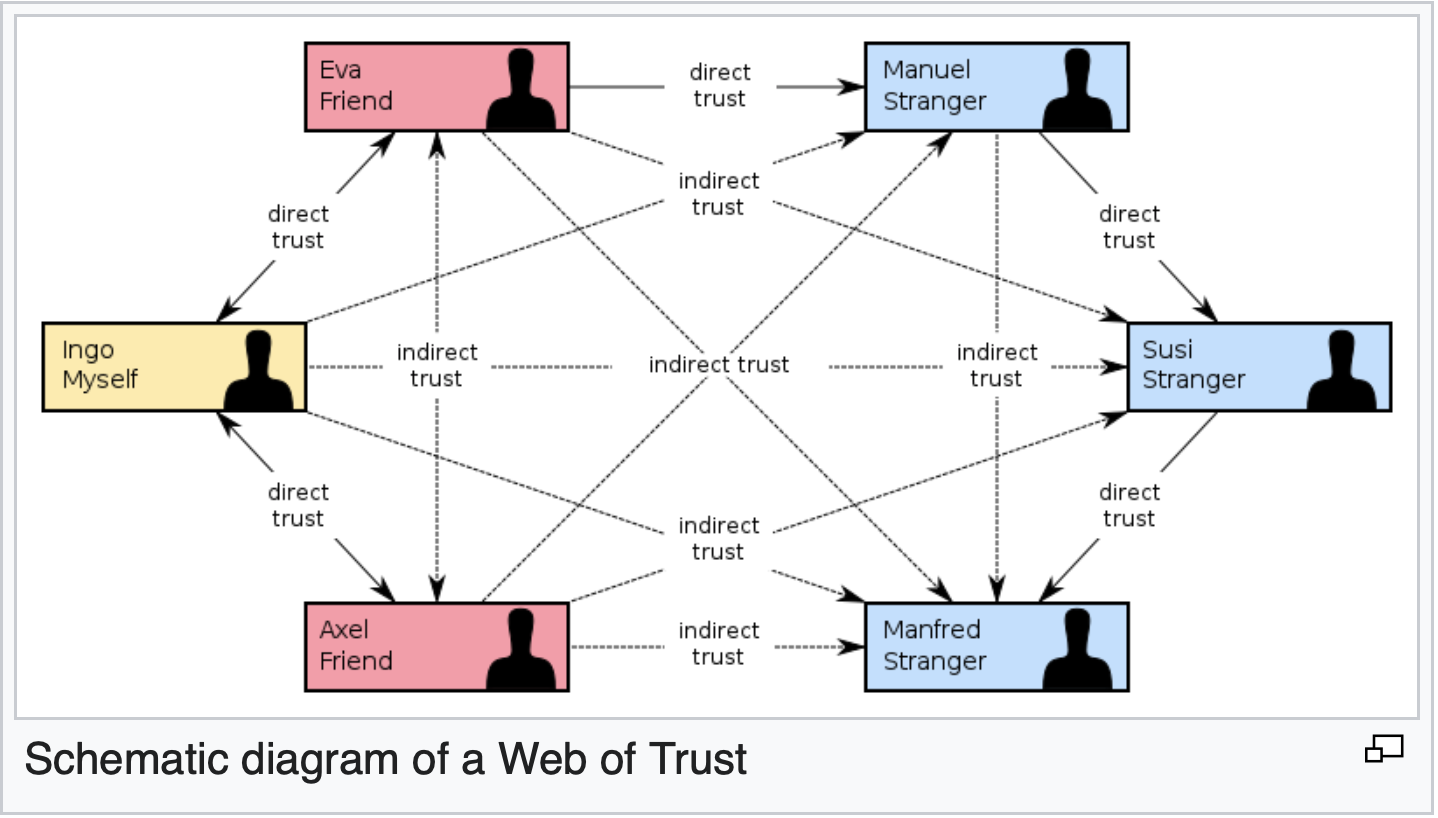 Eva
Friend
direct
trust
Manuel
Stranger
indirect
trust
direct
trust
direct
trust
Ingo
Myself
indirect
trust
indirect trust
indirect
trust
Susi
Stranger
direct
trust
indirect
trust
direct
trust
Axel
Friend
indirect
trust
Manfred
Stranger
Schematic diagram of a Web of Trust